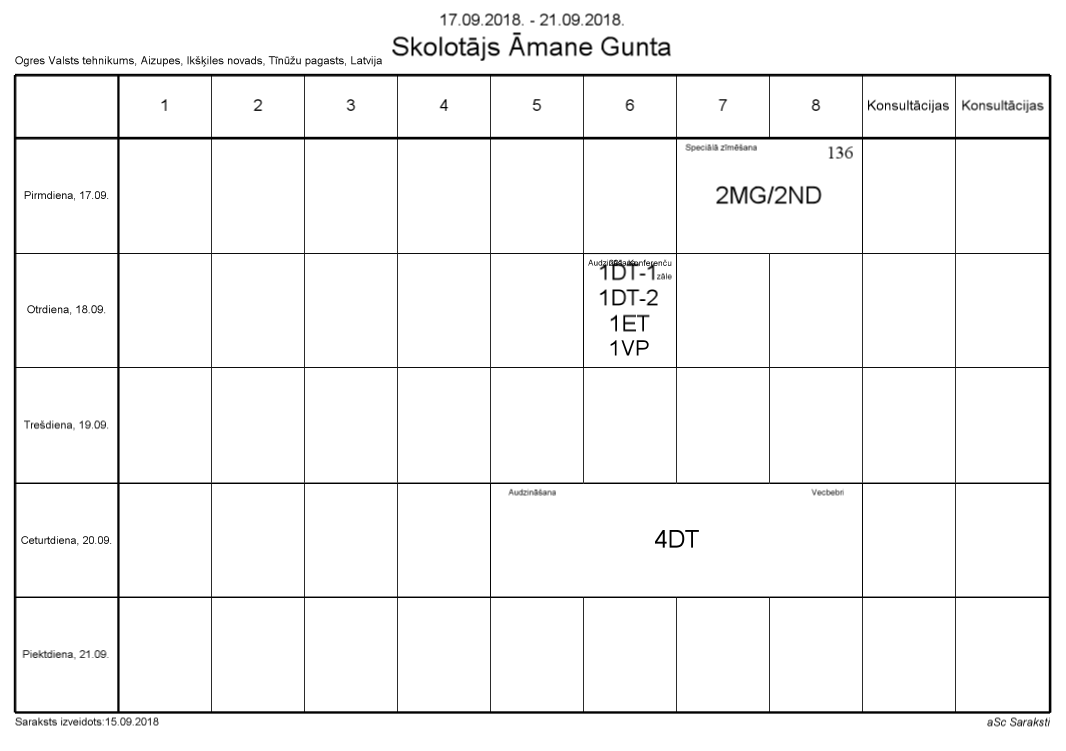 17.09.2018. - 21.09.2018.
Skolotājs Āmane Gunta
Ogres Valsts tehnikums, Aizupes, Ikšķiles novads, Tīnūžu pagasts, Latvija
1 2 3 4 5 6 7 8 Konsultācijas Konsultācijas
Pirmdiena, 17.09.
Speciālā zīmēšana 136
2MG/2ND
Otrdiena, 18.09.
zāle
1DT-1
1DT-2
1ET
1VP
Trešdiena, 19.09.
Ceturtdiena, 20.09.
Audzināšana Vecbebri
4DT
Piektdiena, 21.09.
Saraksts izveidots:15.09.2018 aSc Saraksti